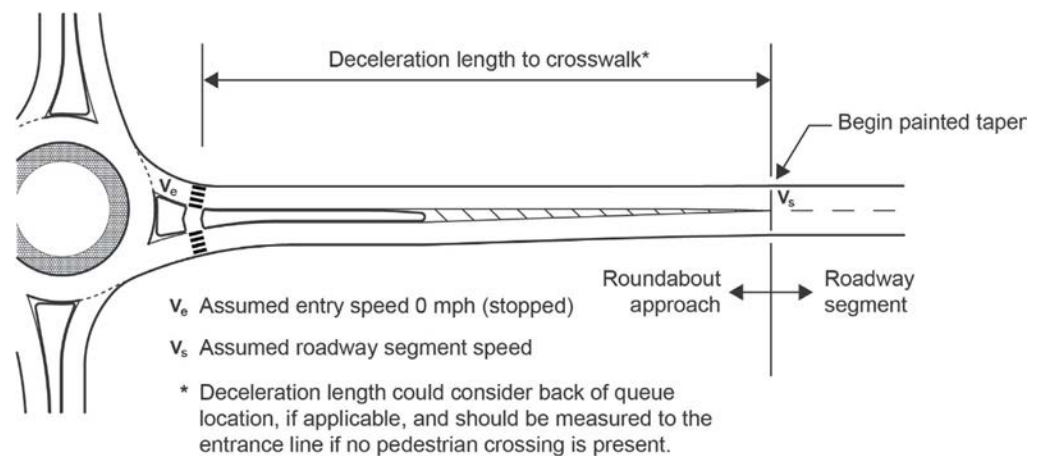 Deceleration length to crosswalk*
Begin painted taper
Ve
Vs
Roundabout
approach
Roadway
segment
Ve Assumed entry speed 0 mph (stopped)
Vs Assumed roadway segment speed
* Deceleration length could consider back of queue
location, if applicable, and should be measured to the
entrance line if no pedestrian crossing is present.